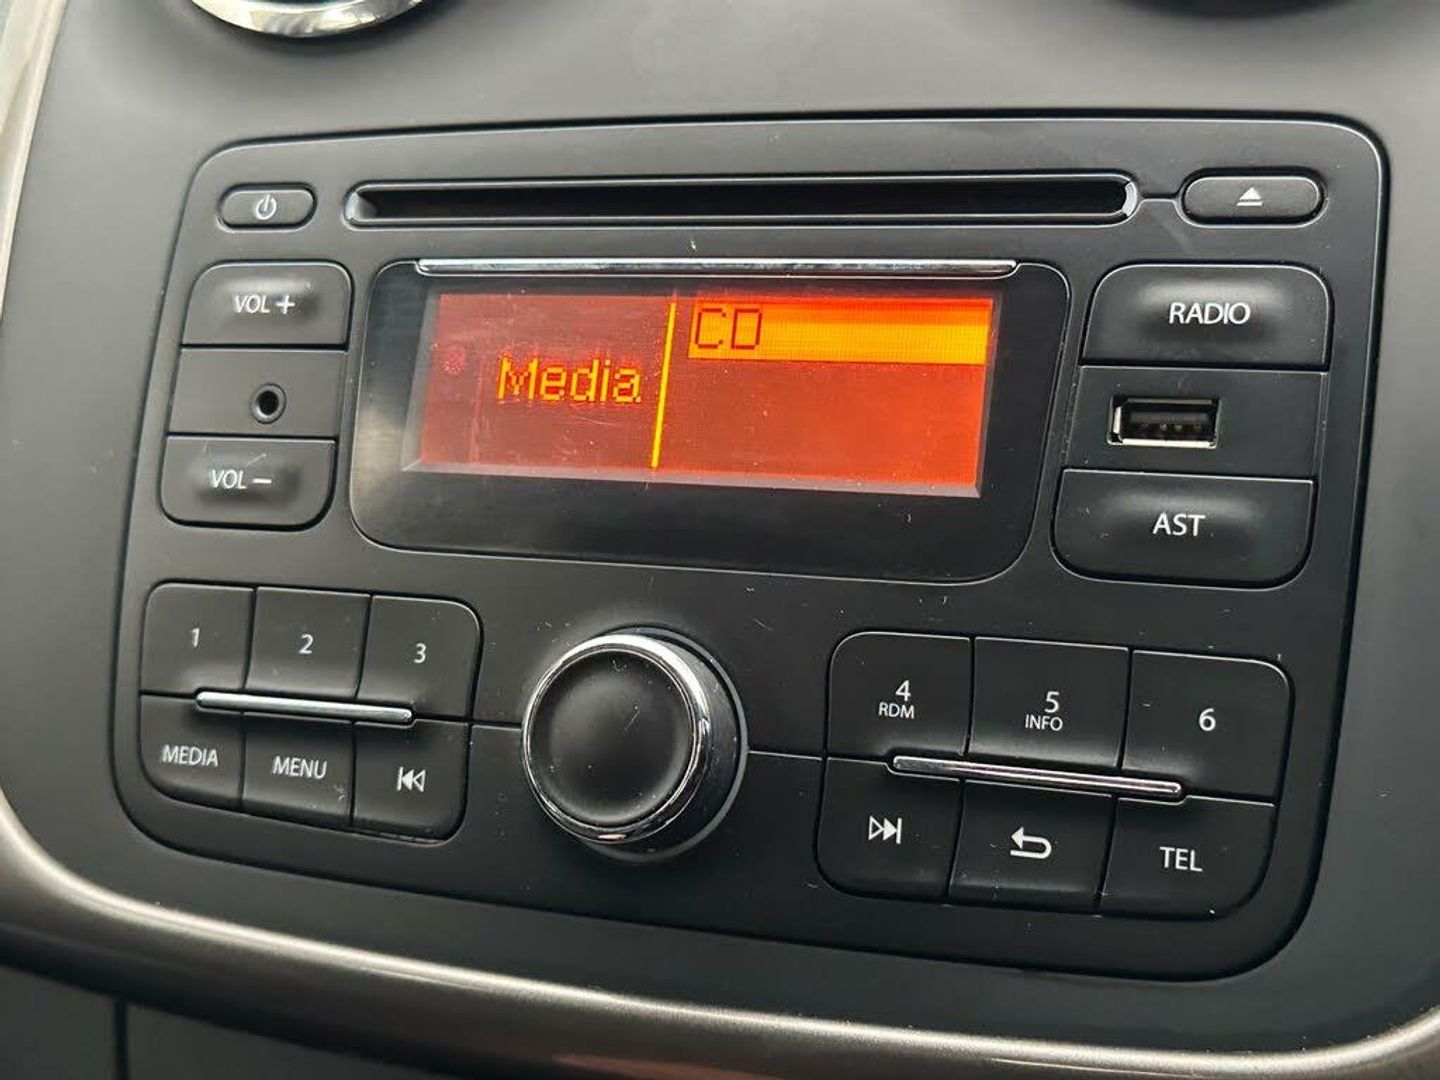 VOL +
VOL −
Media
CD
RADIO
AST
1
2
3
MEDIA
MENU
4
RDM
5
INFO
6
TEL